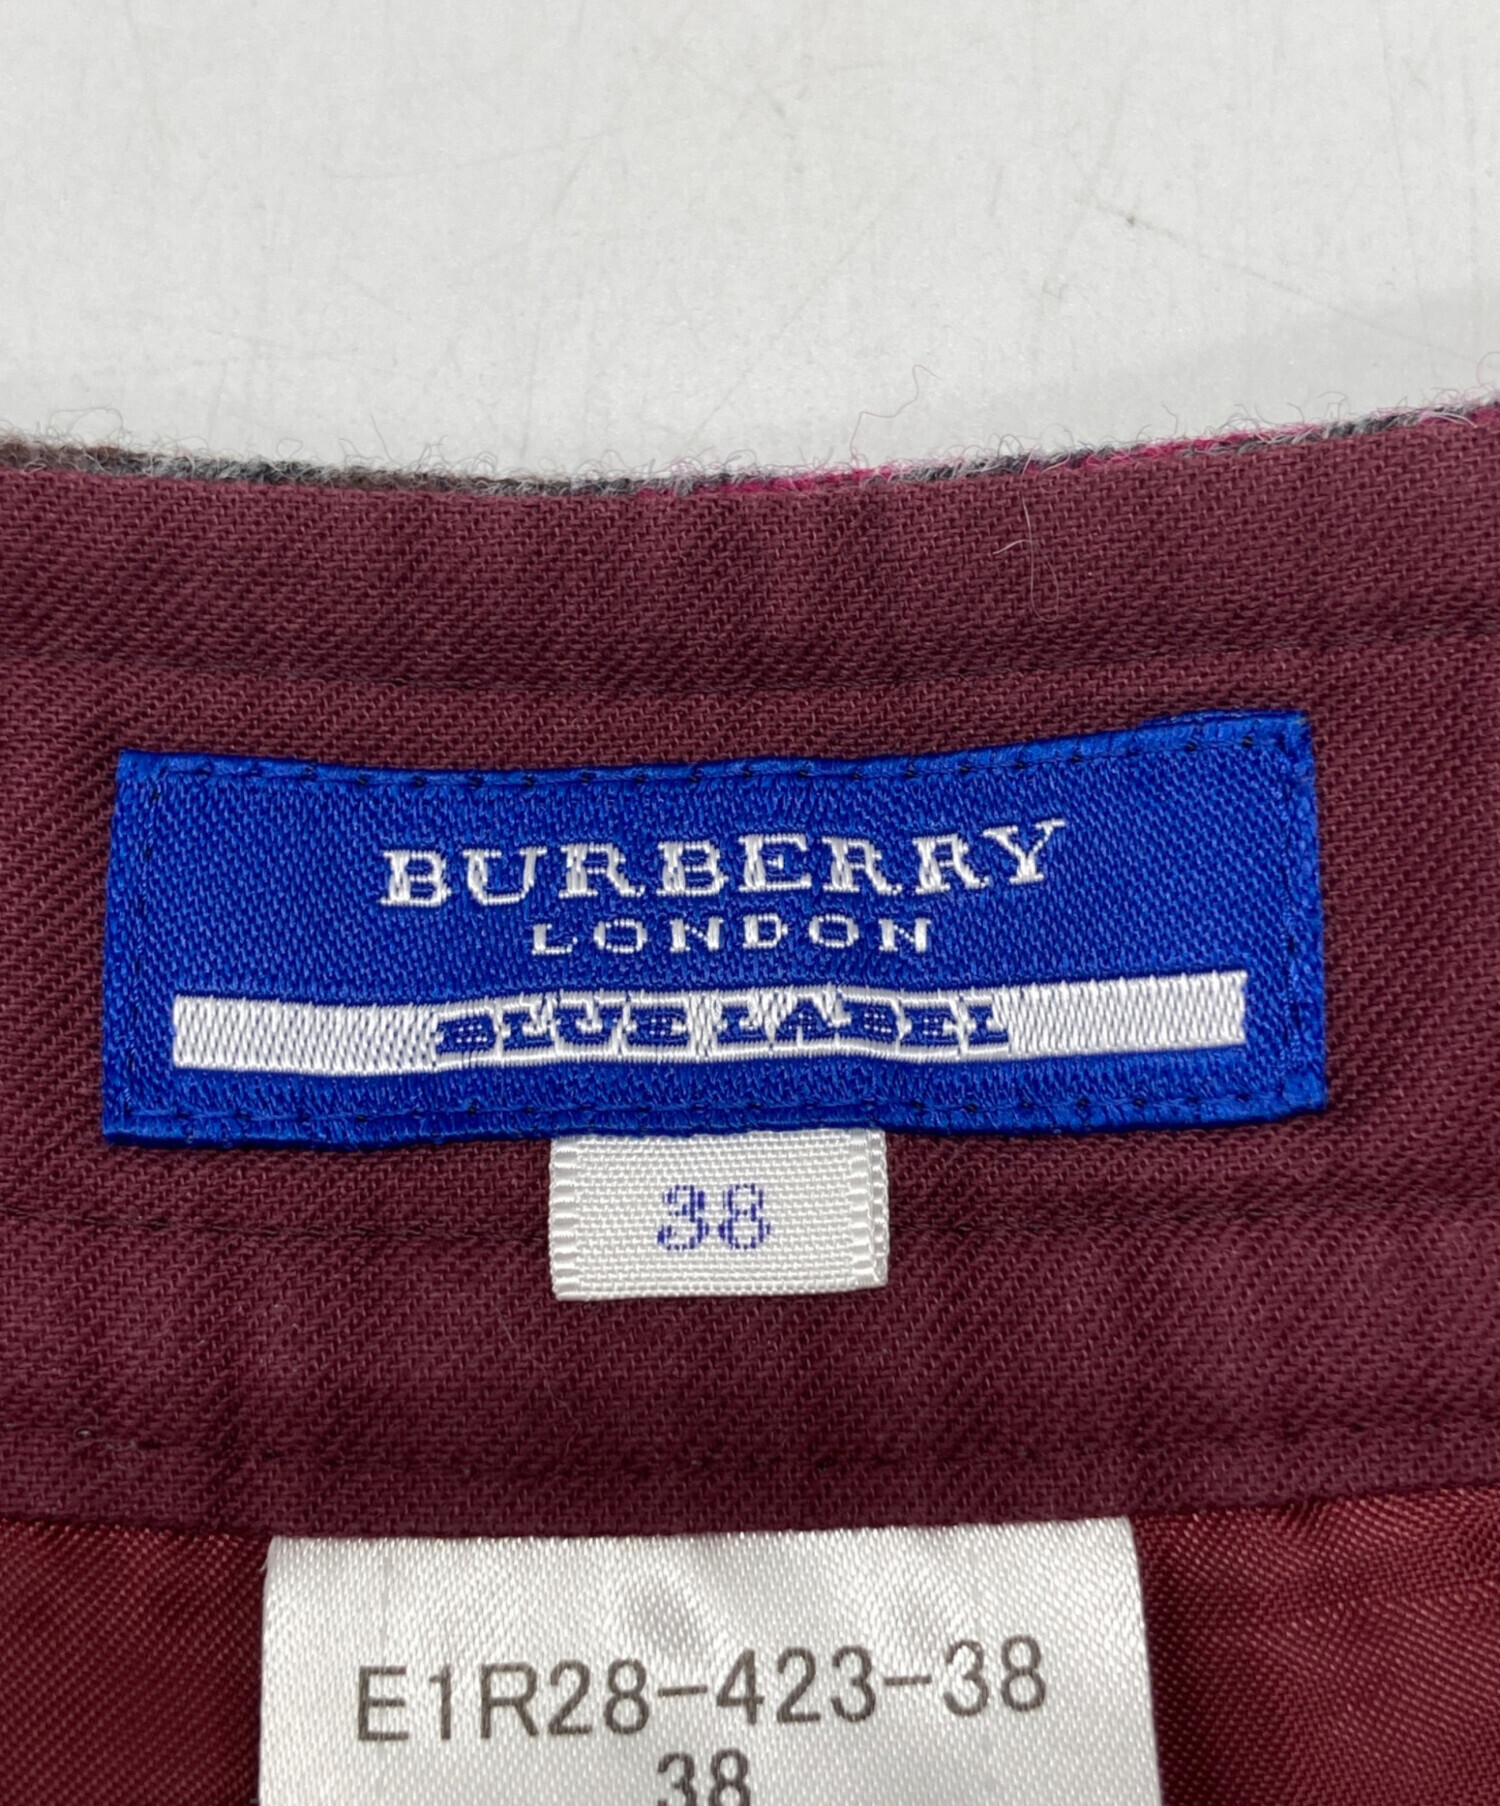 BURBERRY
LONDON
BLUE LABEL
38
E1R28-423-38
38